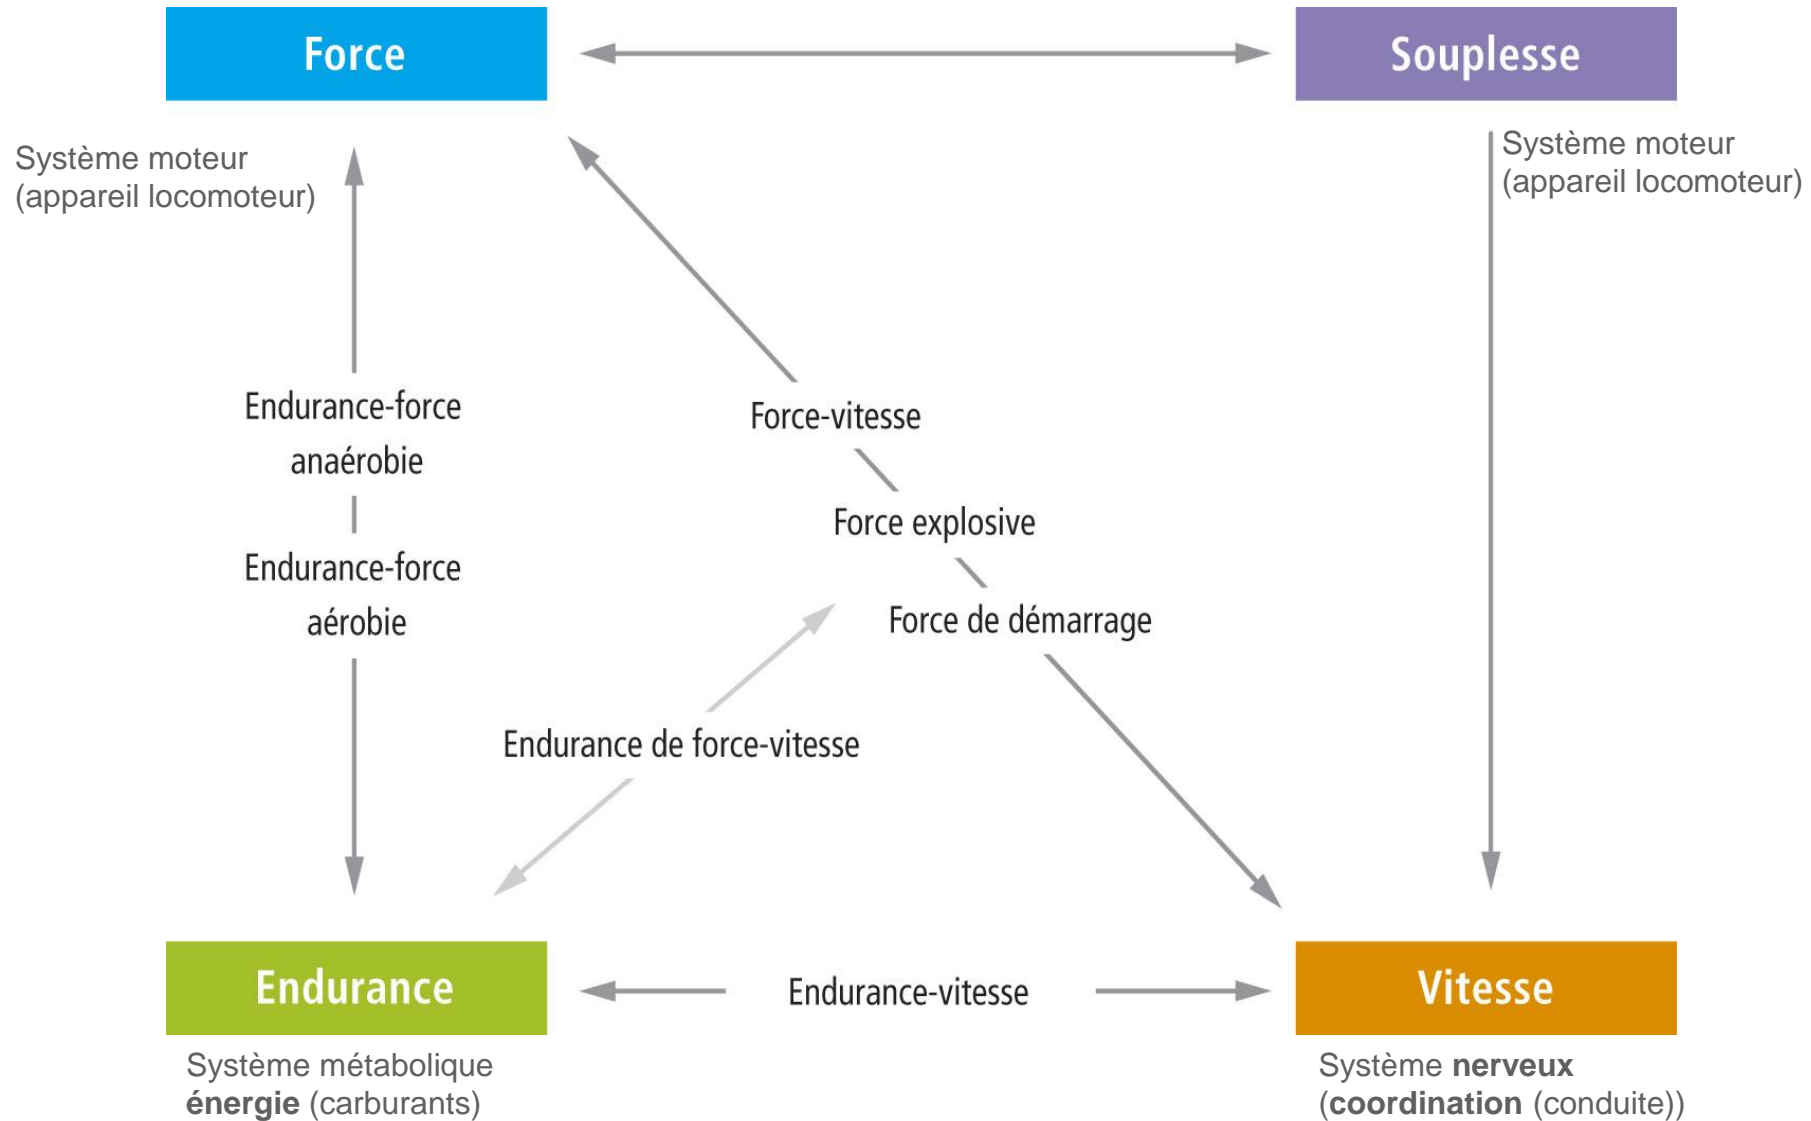 Force
Souplesse
Système moteur
(appareil locomoteur)
Système moteur
(appareil locomoteur)
Endurance-force
anaérobie
Force-vitesse
Force explosive
Endurance-force
aérobie
Force de démarrage
Endurance de force-vitesse
Endurance
Endurance-vitesse
Vitesse
Système métabolique
énergie (carburants)
Système nerveux
(coordination (conduite))